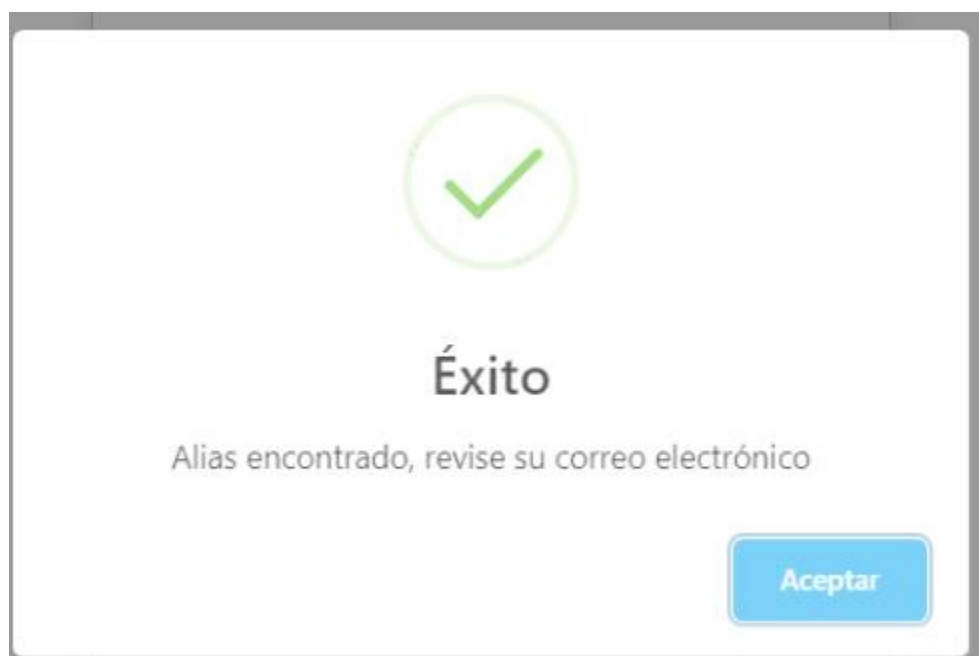 Éxito
Alias encontrado, revise su correo electrónico
Aceptar